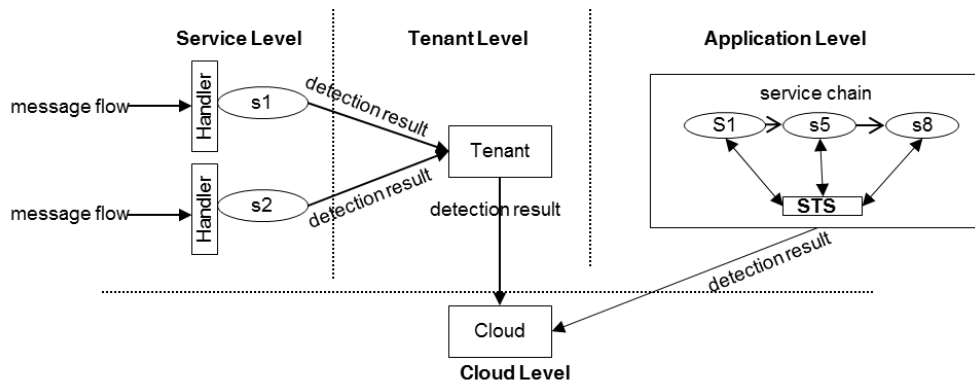 Service Level
Tenant Level
Application Level
message flow
Handler
s1
detection result
service chain
S1
s5
s8
Tenant
STS
message flow
Handler
s2
detection result
detection result
detection result
Cloud
Cloud Level